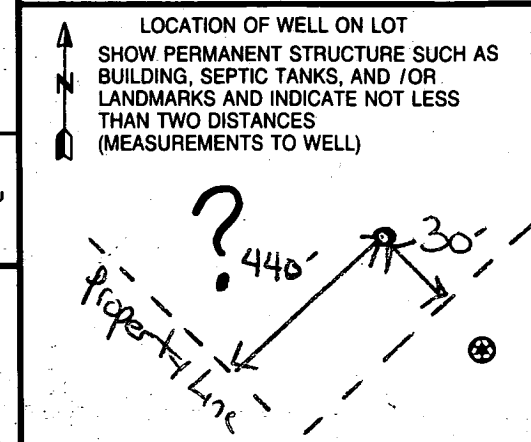 LOCATION OF WELL ON LOT
SHOW PERMANENT STRUCTURE SUCH AS
BUILDING, SEPTIC TANKS, AND / OR
LANDMARKS AND INDICATE NOT LESS
THAN TWO DISTANCES
(MEASUREMENTS TO WELL)
N
?
440'
30'
Property Line